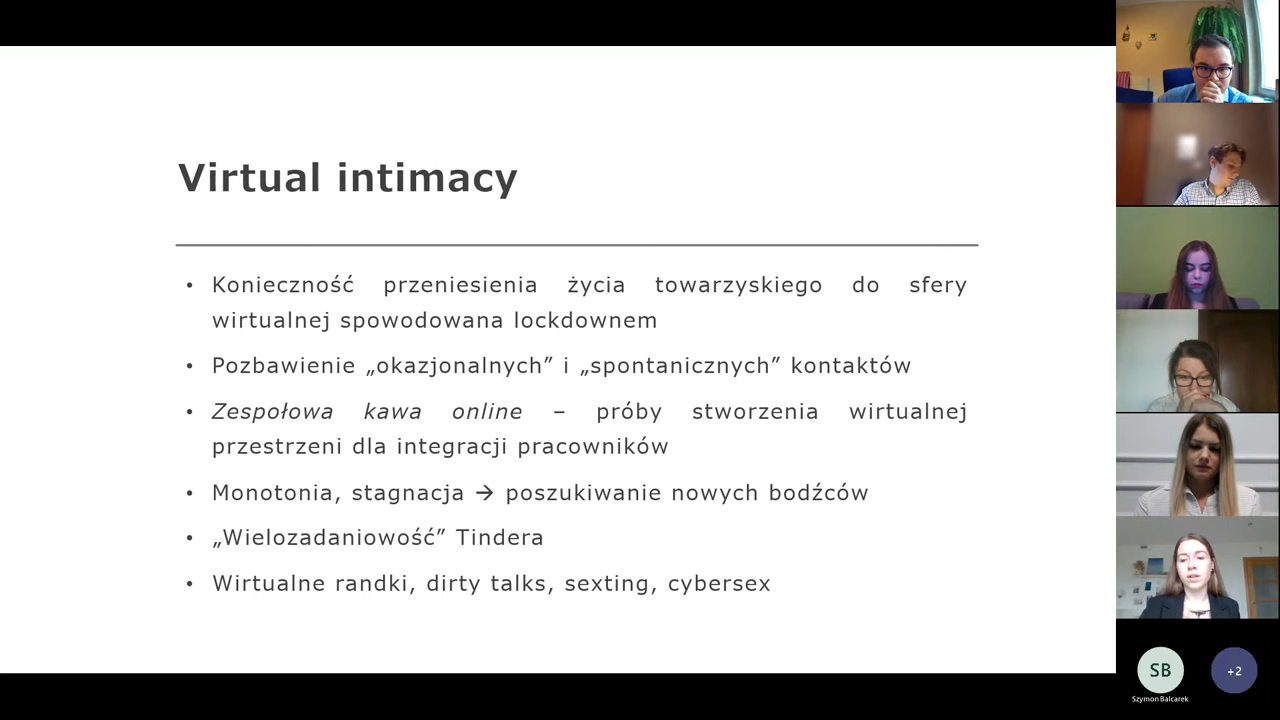 Virtual intimacy
• Konieczność przeniesienia życia towarzyskiego do sfery
wirtualnej spowodowana lockdownem
• Pozbawienie „okazjonalnych” i „spontanicznych” kontaktów
• Zespołowa kawa online – próby stworzenia wirtualnej
przestrzeni dla integracji pracowników
• Monotonia, stagnacja → poszukiwanie nowych bodźców
• „Wielozadaniowość” Tindera
• Wirtualne randki, dirty talks, sexting, cybersex
SB
+2
Szymon Balcarek